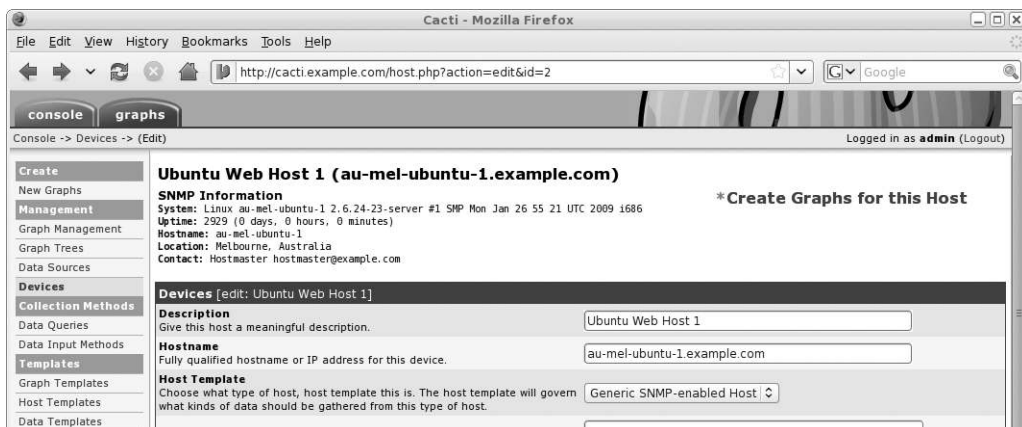 Cacti - Mozilla Firefox
File Edit View History Bookmarks Tools Help
http://cacti.example.com/host.php?action=edit&id=2
G Google
console graphs
Console -> Devices -> (Edit)
Logged in as admin (Logout)
Create
New Graphs
Management
Graph Management
Graph Trees
Data Sources
Devices
Collection Methods
Data Queries
Data Input Methods
Templates
Graph Templates
Host Templates
Data Templates
Ubuntu Web Host 1 (au-mel-ubuntu-1.example.com)
SNMP Information
System: Linux au-mel-ubuntu-1 2.6.24-23-server #1 SMP Mon Jan 26 55 21 UTC 2009 i686
Uptime: 2929 (0 days, 0 hours, 0 minutes)
Hostname: au-mel-ubuntu-1
Location: Melbourne, Australia
Contact: Hostmaster hostmaster@example.com
*Create Graphs for this Host
Devices [edit: Ubuntu Web Host 1]
Description
Give this host a meaningful description.
Ubuntu Web Host 1
Hostname
Fully qualified hostname or IP address for this device.
au-mel-ubuntu-1.example.com
Host Template
Choose what type of host, host template this is. The host template will govern
what kinds of data should be gathered from this type of host.
Generic SNMP-enabled Host